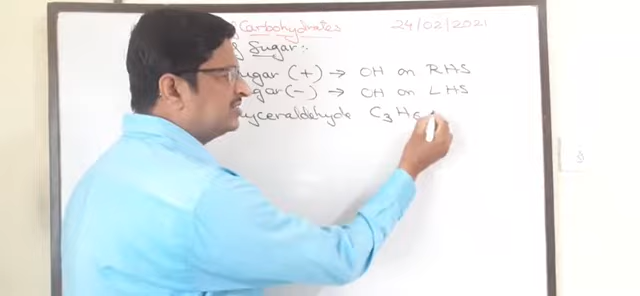 Carbohydrates 24/02/2021
Sugar :-
ugar (+) → OH on RHS
gar (-) → OH on LHS
yceraldehyde C3H6